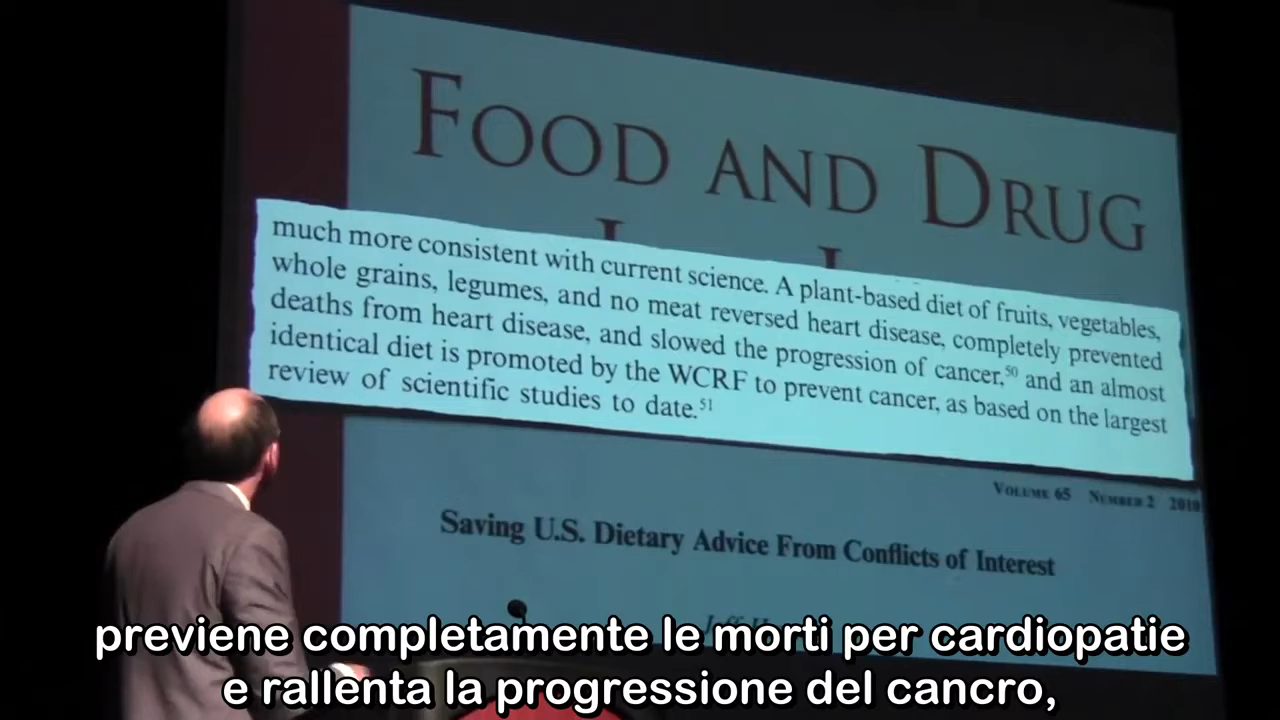 FOOD AND DRUG
much more consistent with current science. A plant-based diet of fruits, vegetables,
whole grains, legumes, and no meat reversed heart disease, completely prevented
deaths from heart disease, and slowed the progression of cancer,50 and an almost
identical diet is promoted by the WCRF to prevent cancer, as based on the largest
review of scientific studies to date.51
VOLUME 65 NUMBER 2 2010
Saving U.S. Dietary Advice From Conflicts of Interest
previene completamente le morti per cardiopatie
e rallenta la progressione del cancro,